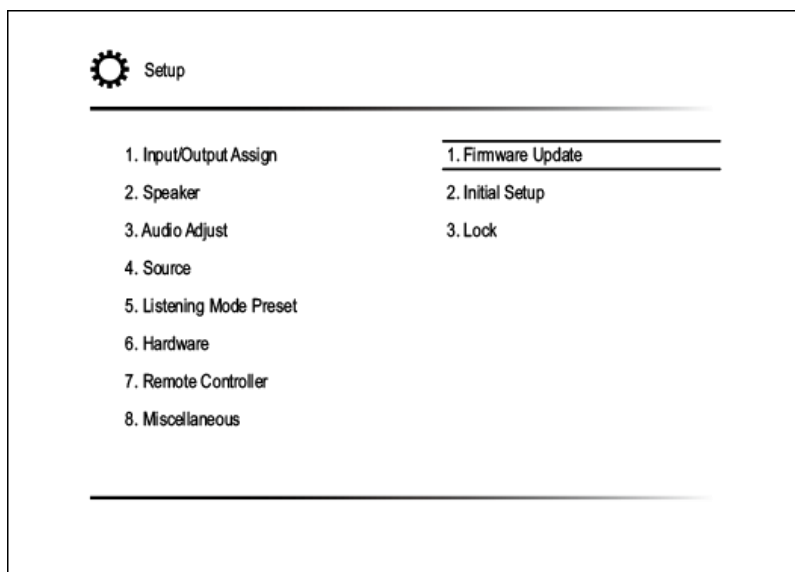 Setup
1. Input/Output Assign
2. Speaker
3. Audio Adjust
4. Source
5. Listening Mode Preset
6. Hardware
7. Remote Controller
8. Miscellaneous
1. Firmware Update
2. Initial Setup
3. Lock